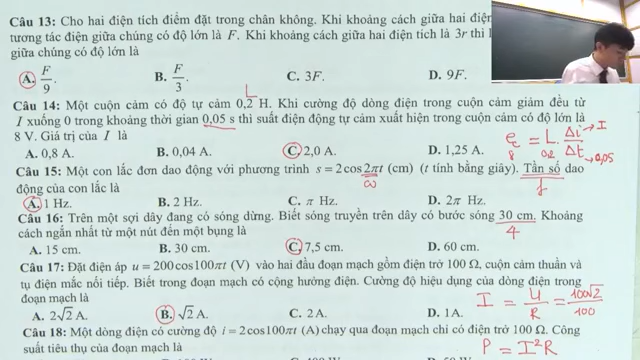 Câu 13: Cho hai điện tích điểm đặt trong chân không. Khi khoảng cách giữa hai điện
tương tác điện giữa chúng có độ lớn là F. Khi khoảng cách giữa hai điện tích là 3r thì
giữa chúng có độ lớn là
A. F/9. B. F/3. C. 3F. D. 9F.
L
Câu 14: Một cuộn cảm có độ tự cảm 0,2 H. Khi cường độ dòng điện trong cuộn cảm giảm đều từ
I xuống 0 trong khoảng thời gian 0,05 s thì suất điện động tự cảm xuất hiện trong cuộn cảm có độ lớn là
8 V. Giá trị của I là
e_c = L. Δi/Δt → I
8 0,2 → 0,05
A. 0,8 A. B. 0,04 A. C. 2,0 A. D. 1,25 A.
Câu 15: Một con lắc đơn dao động với phương trình s = 2cos2πt (cm) (t tính bằng giây). Tần số dao
động của con lắc là
ω f
A. 1 Hz. B. 2 Hz. C. π Hz. D. 2π Hz.
Câu 16: Trên một sợi dây đang có sóng dừng. Biết sóng truyền trên dây có bước sóng 30 cm. Khoảng
cách ngắn nhất từ một nút đến một bụng là
4
A. 15 cm. B. 30 cm. C. 7,5 cm. D. 60 cm.
Câu 17: Đặt điện áp u = 200cos100πt (V) vào hai đầu đoạn mạch gồm điện trở 100 Ω, cuộn cảm thuần và
tụ điện mắc nối tiếp. Biết trong đoạn mạch có cộng hưởng điện. Cường độ hiệu dụng của dòng điện trong
đoạn mạch là
I = U/R = 100√2/100
A. 2√2 A. B. √2 A. C. 2 A. D. 1A.
Câu 18: Một dòng điện có cường độ i = 2cos100πt (A) chạy qua đoạn mạch chỉ có điện trở 100 Ω. Công
suất tiêu thụ của đoạn mạch là
P = I²R